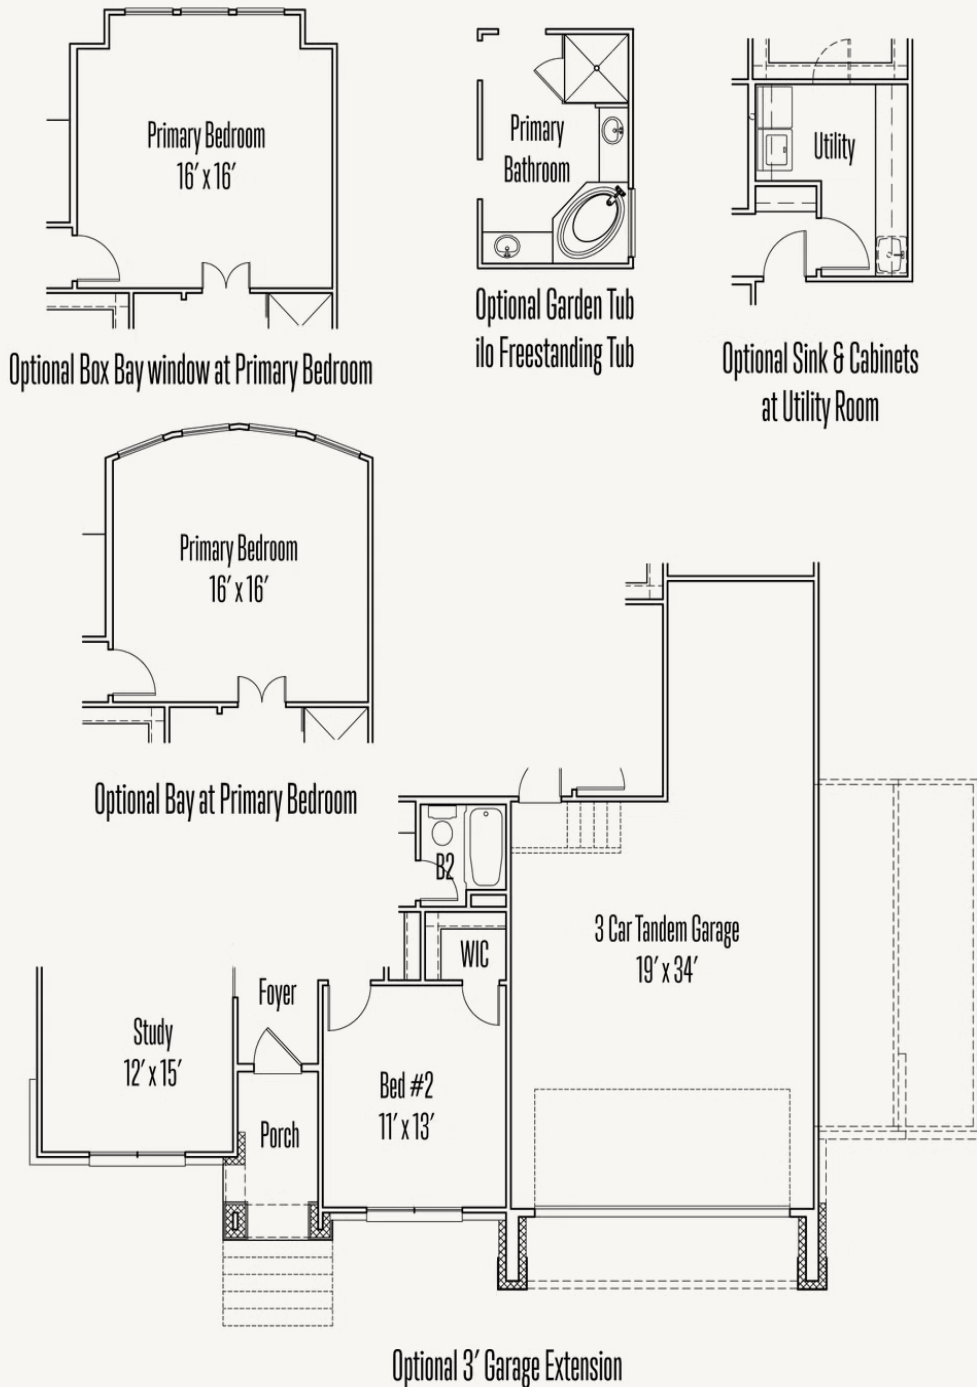 Primary Bedroom
16' x 16'
Optional Box Bay window at Primary Bedroom
Primary
Bathroom
Optional Garden Tub
ilo Freestanding Tub
Utility
Optional Sink & Cabinets
at Utility Room
Primary Bedroom
16' x 16'
Optional Bay at Primary Bedroom
B2
WIC
3 Car Tandem Garage
19' x 34'
Foyer
Study
12' x 15'
Bed #2
11' x 13'
Porch
Optional 3' Garage Extension